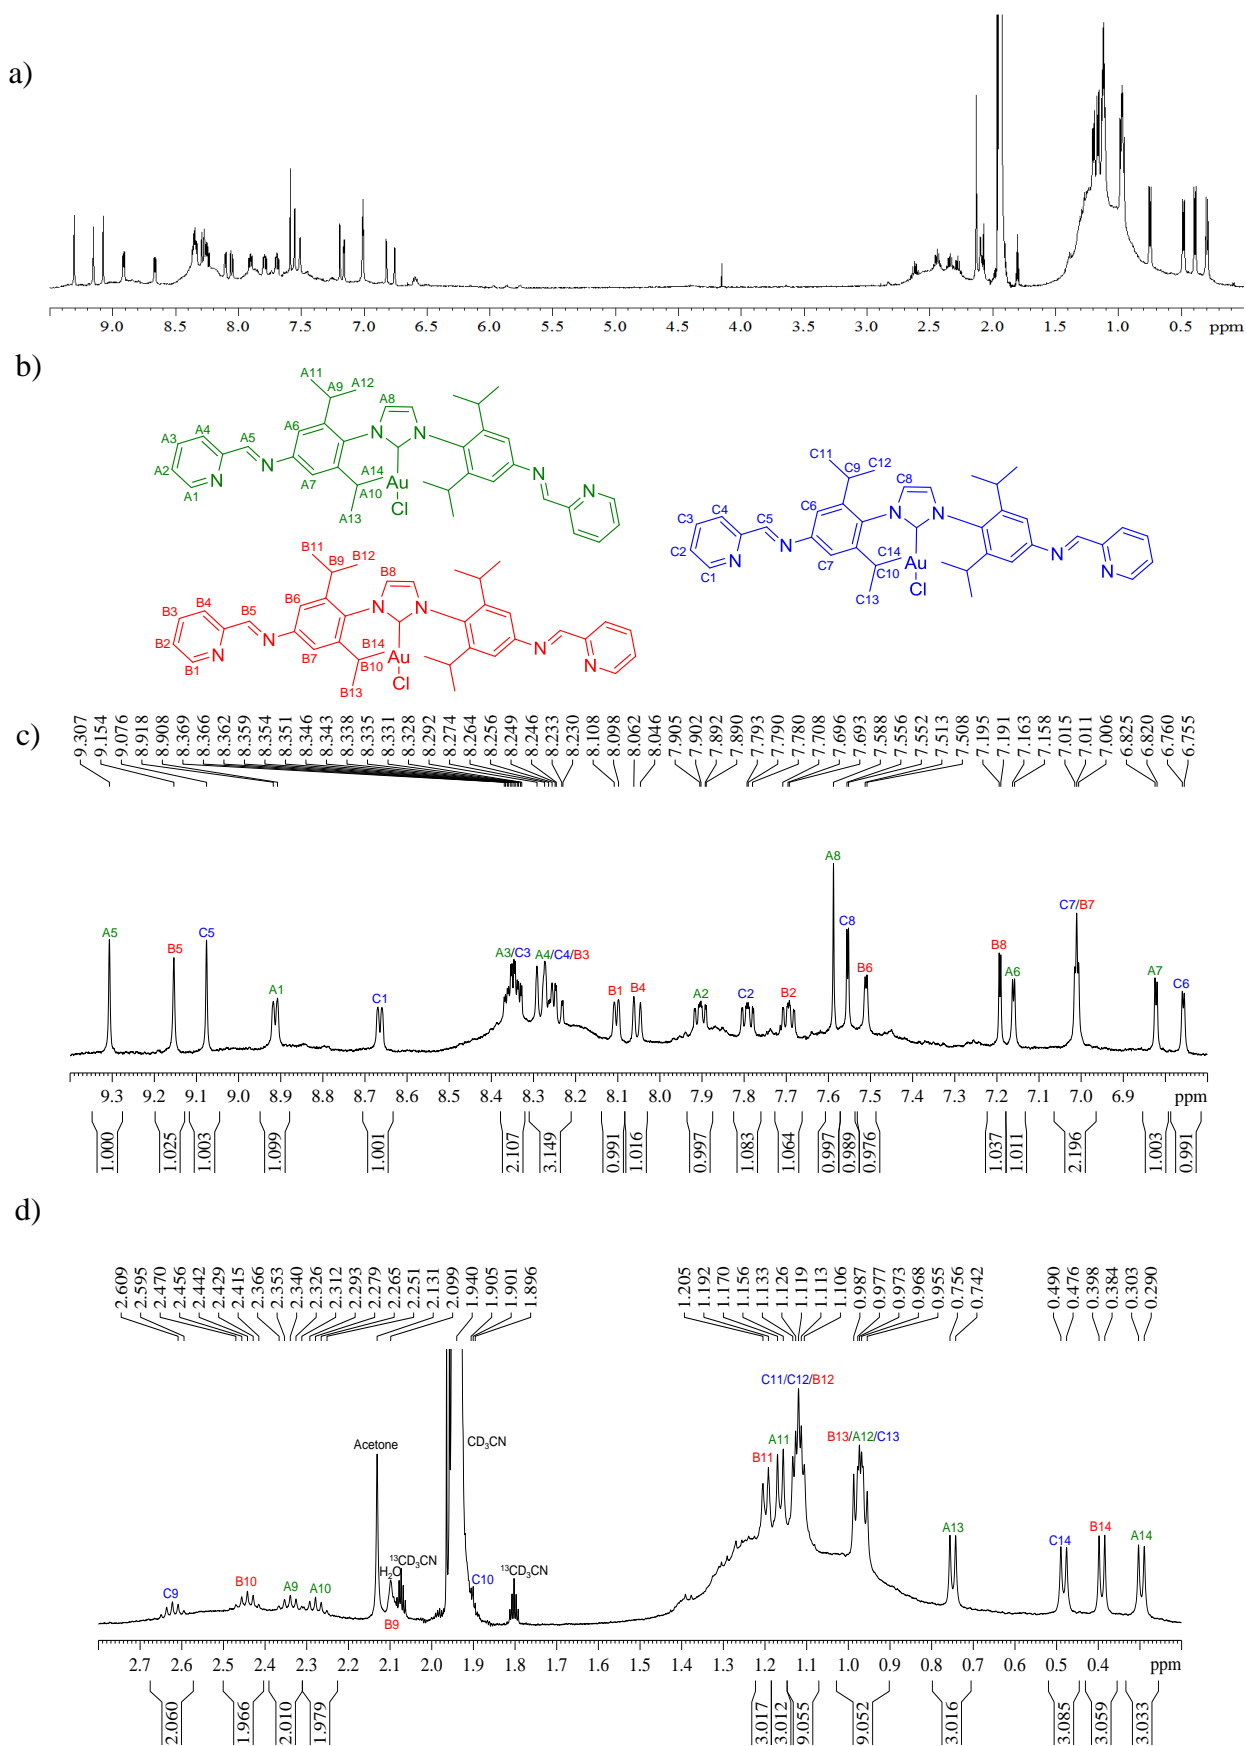 a)
9.0 8.5 8.0 7.5 7.0 6.5 6.0 5.5 5.0 4.5 4.0 3.5 3.0 2.5 2.0 1.5 1.0 0.5 ppm
b)
A11 A9 A12 A8
A3 A4 A5 A6
A2 N N N
A1 N A7 A14 N N
A10 Au
A13 Cl
B11 B9 B12 B8
B3 B4 B5 B6 N N
B2 N N B7 B14 N N
B1 B10 Au
B13 Cl
C11 C9 C12 C8
C3 C4 C5 C6 N N
C2 N N C7 C14 N N
C1 C10 Au
C13 Cl
c)
9.307 9.154 9.076 8.918 8.908 8.369 8.366 8.362 8.359 8.354 8.351 8.346 8.343 8.338 8.335 8.331 8.328 8.292 8.274 8.264 8.256 8.249 8.246 8.233 8.230 8.108 8.098 8.062 8.046 7.905 7.902 7.892 7.890 7.793 7.790 7.780 7.708 7.696 7.693 7.588 7.556 7.552 7.513 7.508 7.195 7.191 7.163 7.158 7.015 7.011 7.006 6.825 6.820 6.760 6.755
A5 B5 C5 A1 C1 A3/C3 A4/C4/B3 B1 B4 A2 C2 B2 A8 C8 B6 B8 A6 C7/B7 A7 C6
9.3 9.2 9.1 9.0 8.9 8.8 8.7 8.6 8.5 8.4 8.3 8.2 8.1 8.0 7.9 7.8 7.7 7.6 7.5 7.4 7.3 7.2 7.1 7.0 6.9 ppm
1.000 1.025 1.003 1.099 1.001 2.107 3.149 0.991 1.016 0.997 1.083 1.064 0.997 0.989 0.976 1.037 1.011 2.196 1.003 0.991
d)
2.609 2.595 2.470 2.456 2.442 2.429 2.415 2.366 2.353 2.340 2.326 2.312 2.293 2.279 2.265 2.251 2.131 2.099 1.940 1.905 1.901 1.896 1.205 1.192 1.170 1.156 1.133 1.126 1.119 1.113 1.106 0.987 0.977 0.973 0.968 0.955 0.756 0.742 0.490 0.476 0.398 0.384 0.303 0.290
C11/C12/B12
Acetone CD3CN A11 B13/A12/C13
B11
C9 B10 A9 A10 H2O 13CD3CN C10 13CD3CN A13 C14 B14 A14
B9
2.7 2.6 2.5 2.4 2.3 2.2 2.1 2.0 1.9 1.8 1.7 1.6 1.5 1.4 1.3 1.2 1.1 1.0 0.9 0.8 0.7 0.6 0.5 0.4 ppm
2.060 1.966 2.010 1.979 3.017 3.012 9.055 9.052 3.016 3.085 3.059 3.033